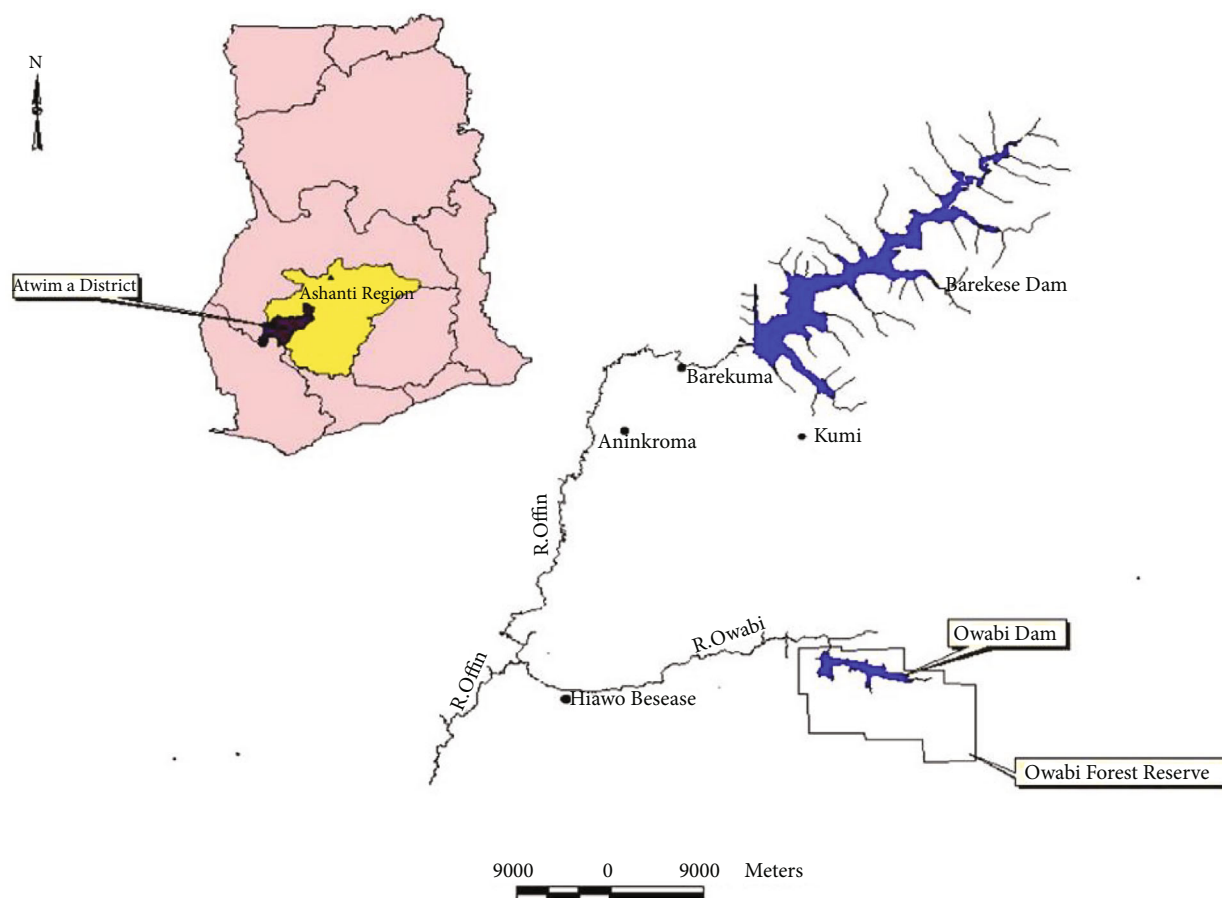 N
Atwim a District
Ashanti Region
Barekese Dam
Barekuma
Aninkroma
Kumi
R.Offin
R.Owabi
Owabi Dam
R.Offin
Hiawo Besease
Owabi Forest Reserve
9000 0 9000 Meters